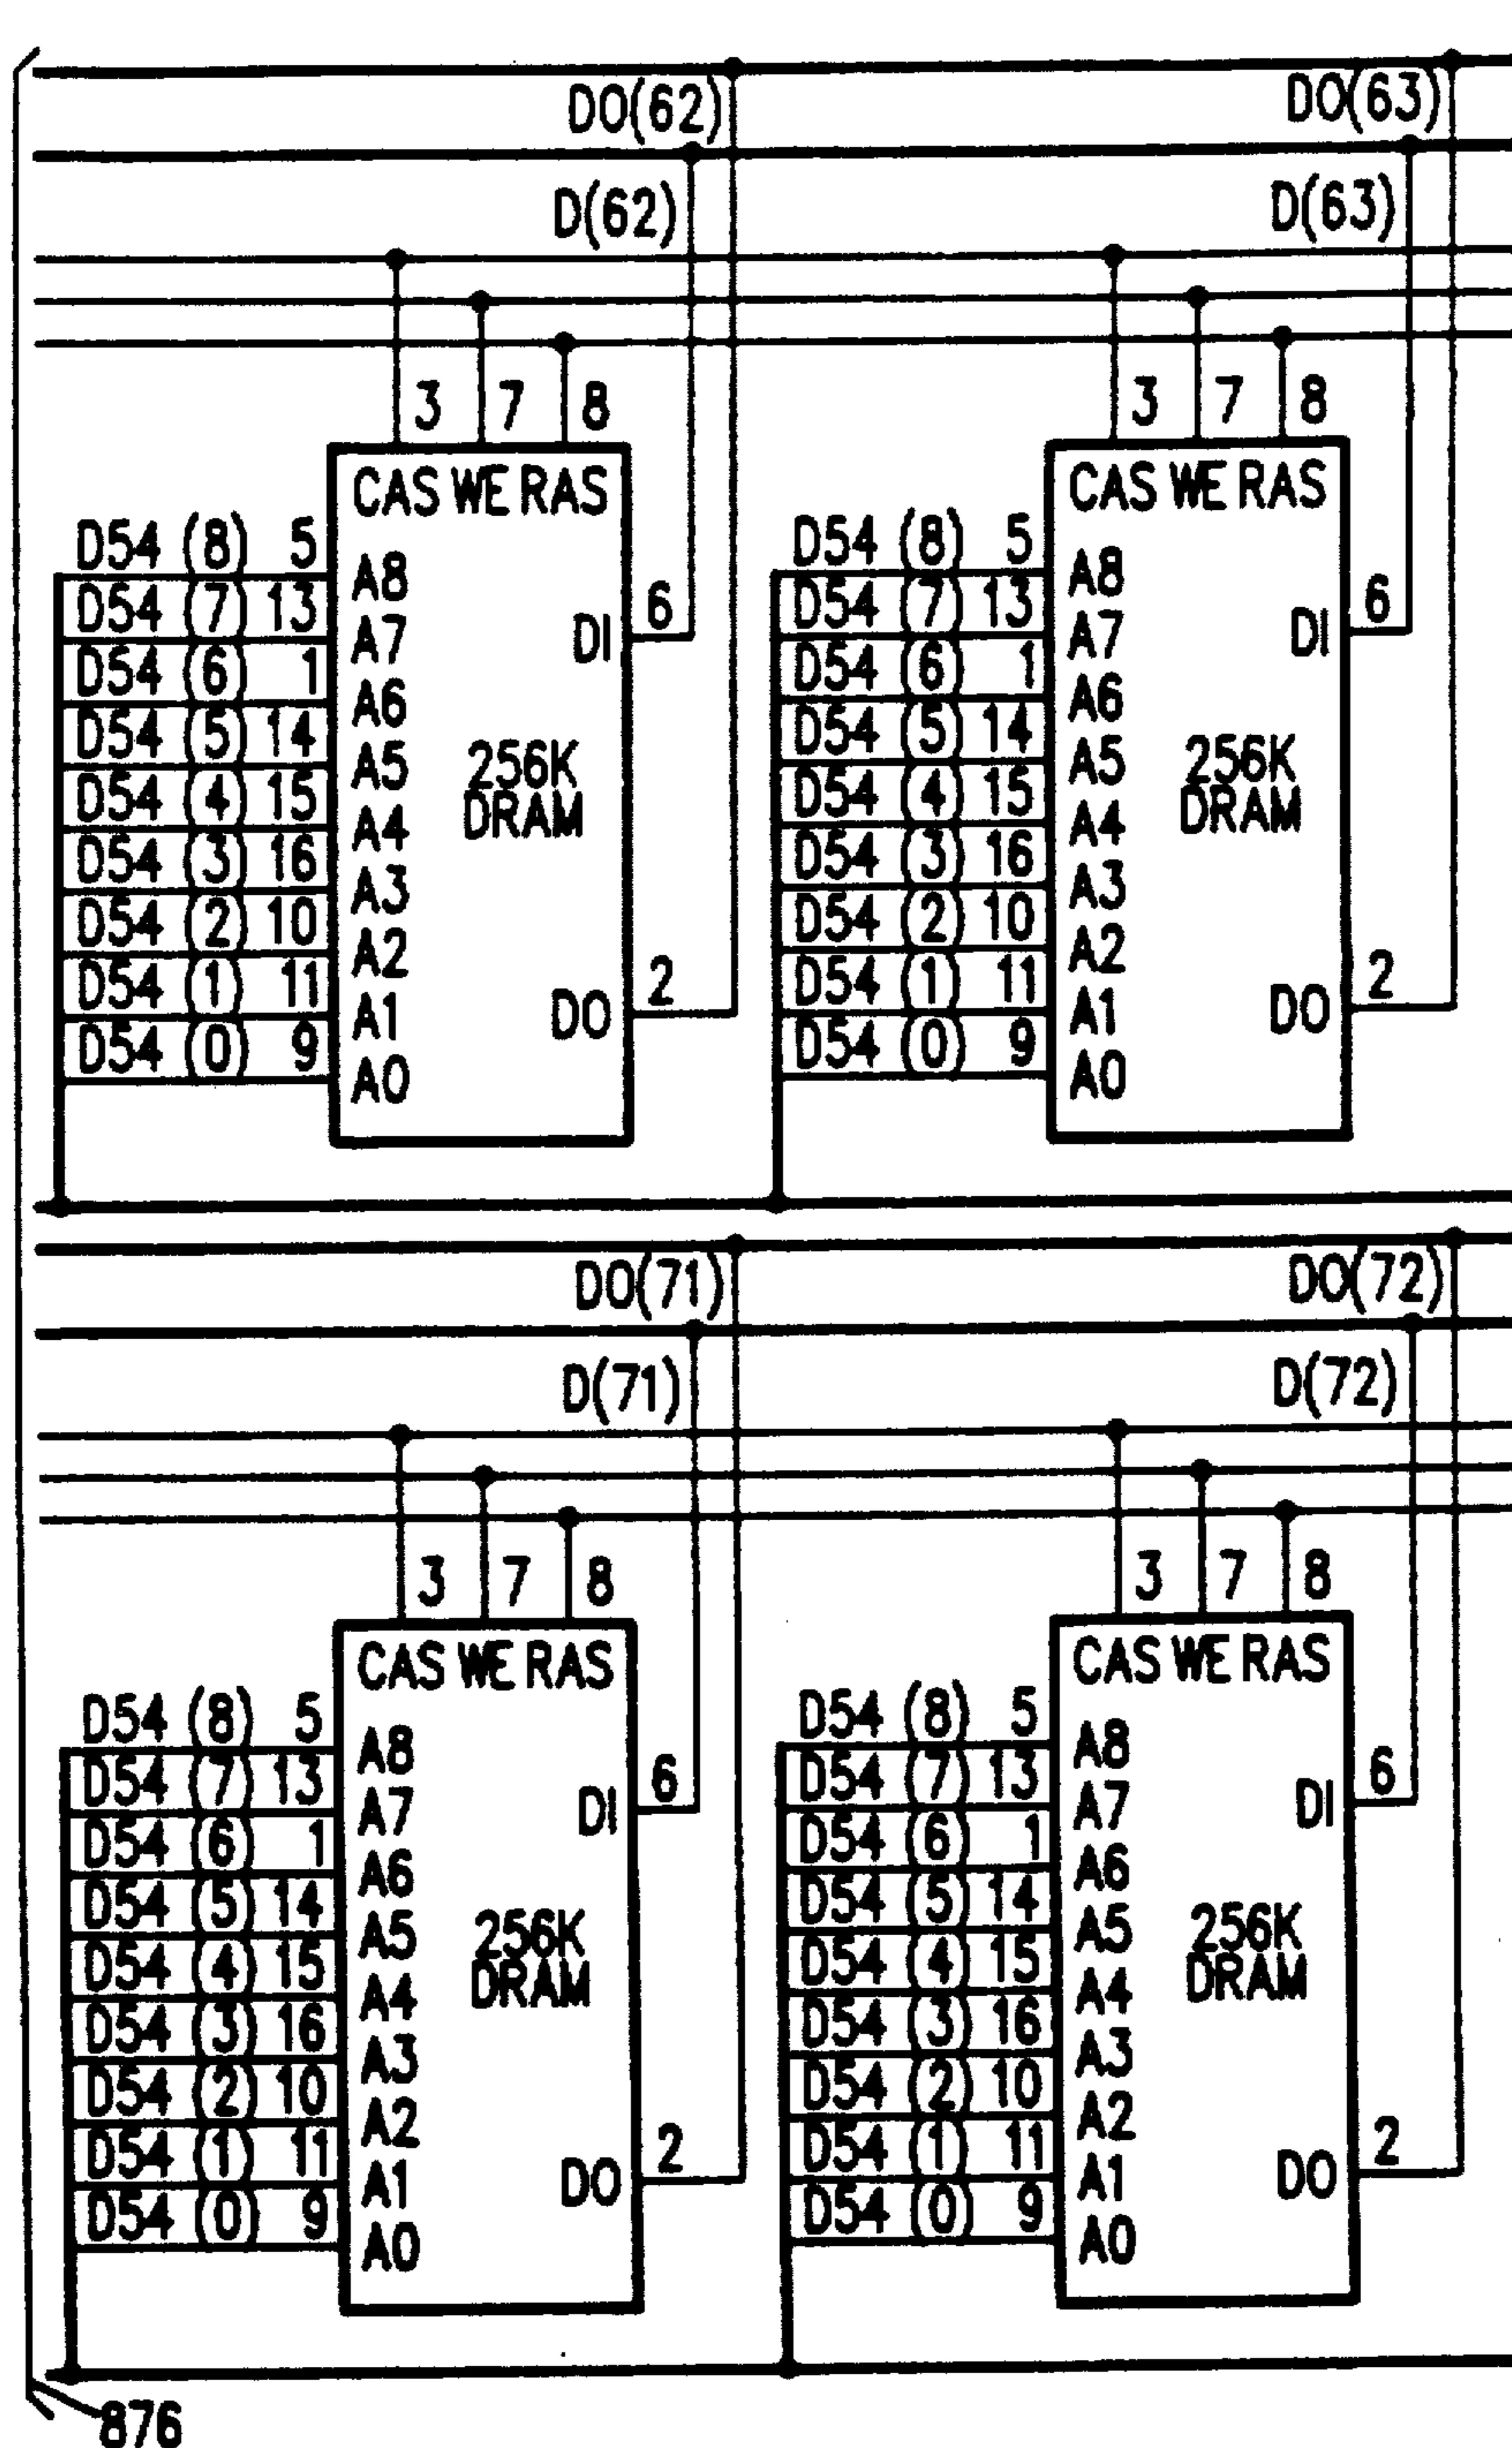 DO(62) DO(63)
D(62) D(63)
3 7 8 3 7 8
CAS WE RAS CAS WE RAS
D54 (8) 5 A8 D54 (8) 5 A8
D54 (7) 13 A7 DI 6 D54 (7) 13 A7 DI 6
D54 (6) 1 A6 D54 (6) 1 A6
D54 (5) 14 A5 256K D54 (5) 14 A5 256K
D54 (4) 15 A4 DRAM D54 (4) 15 A4 DRAM
D54 (3) 16 A3 D54 (3) 16 A3
D54 (2) 10 A2 D54 (2) 10 A2
D54 (1) 11 A1 DO 2 D54 (1) 11 A1 DO 2
D54 (0) 9 A0 D54 (0) 9 A0
DO(71) DO(72)
D(71) D(72)
3 7 8 3 7 8
CAS WE RAS CAS WE RAS
D54 (8) 5 A8 D54 (8) 5 A8
D54 (7) 13 A7 DI 6 D54 (7) 13 A7 DI 6
D54 (6) 1 A6 D54 (6) 1 A6
D54 (5) 14 A5 256K D54 (5) 14 A5 256K
D54 (4) 15 A4 DRAM D54 (4) 15 A4 DRAM
D54 (3) 16 A3 D54 (3) 16 A3
D54 (2) 10 A2 D54 (2) 10 A2
D54 (1) 11 A1 DO 2 D54 (1) 11 A1 DO 2
D54 (0) 9 A0 D54 (0) 9 A0
876